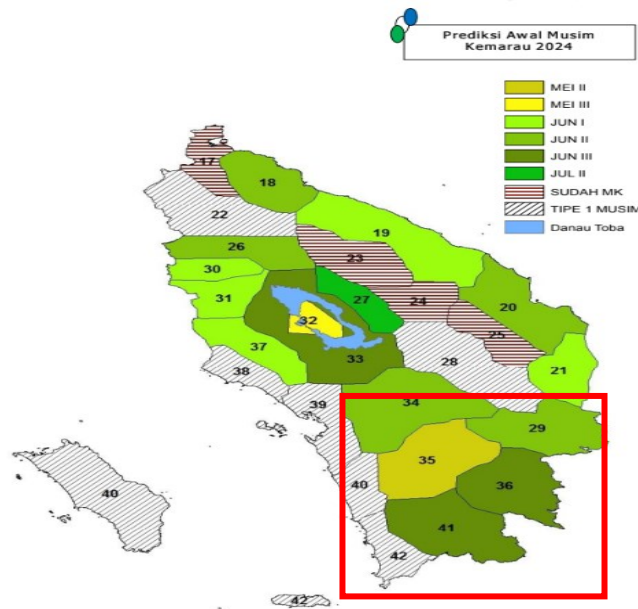 Prediksi Awal Musim
Kemarau 2024
MEI II
MEI III
JUN I
JUN II
JUN III
JUL II
SUDAH MK
TIPE 1 MUSIM
Danau Toba
17
18
22
19
26
23
30
27
24
20
31
32
25
37
33
28
21
38
39
34
29
35
40
36
40
41
42
42